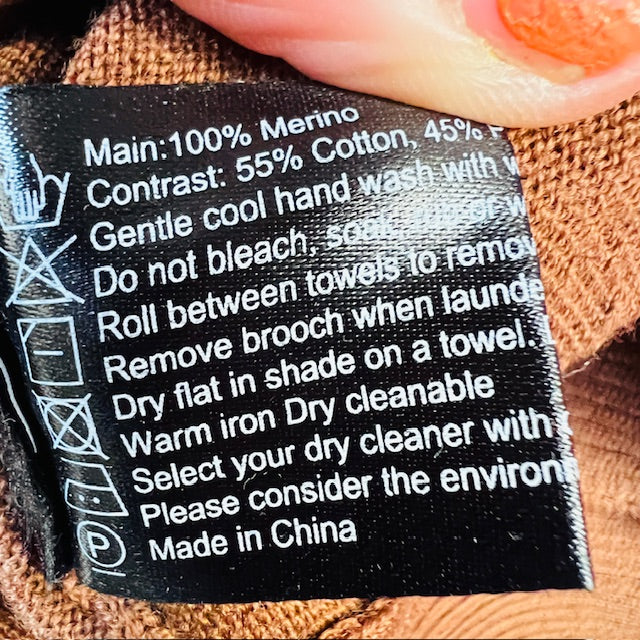 Main:100% Merino
Contrast: 55% Cotton, 45%
Gentle cool hand wash with
Do not bleach, soak,
Roll between towels to
Remove brooch when
Dry flat in shade on a towel.
Warm iron Dry cleanable
Select your dry cleaner with
Please consider the
Made in China
P